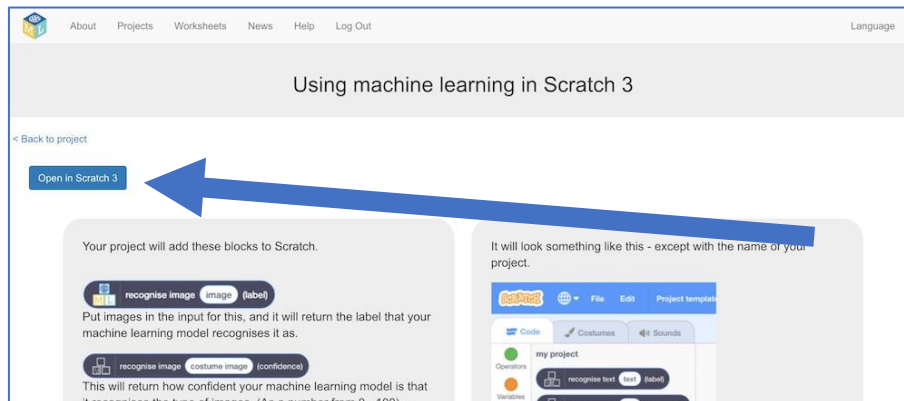 About Projects Worksheets News Help Log Out Language
Using machine learning in Scratch 3
< Back to project
Open in Scratch 3
Your project will add these blocks to Scratch.
recognise image image (label)
Put images in the input for this, and it will return the label that your
machine learning model recognises it as.
recognise image costume image (confidence)
This will return how confident your machine learning model is that
It will look something like this - except with the name of your
project.
SCRATCH File Edit Project template
Code Costumes Sounds
my project
Operators
recognise text text (label)
Variables